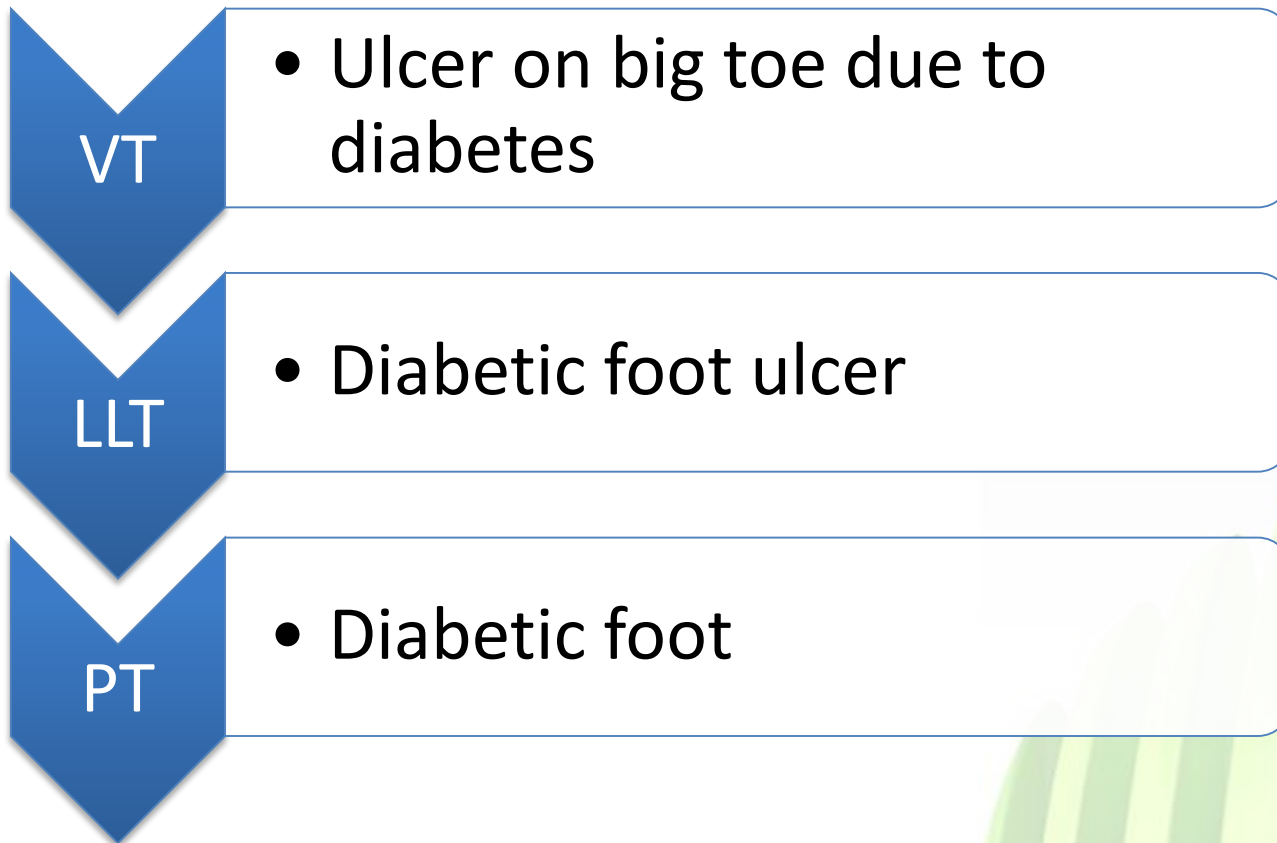 VT
• Ulcer on big toe due to
diabetes
LLT
• Diabetic foot ulcer
PT
• Diabetic foot